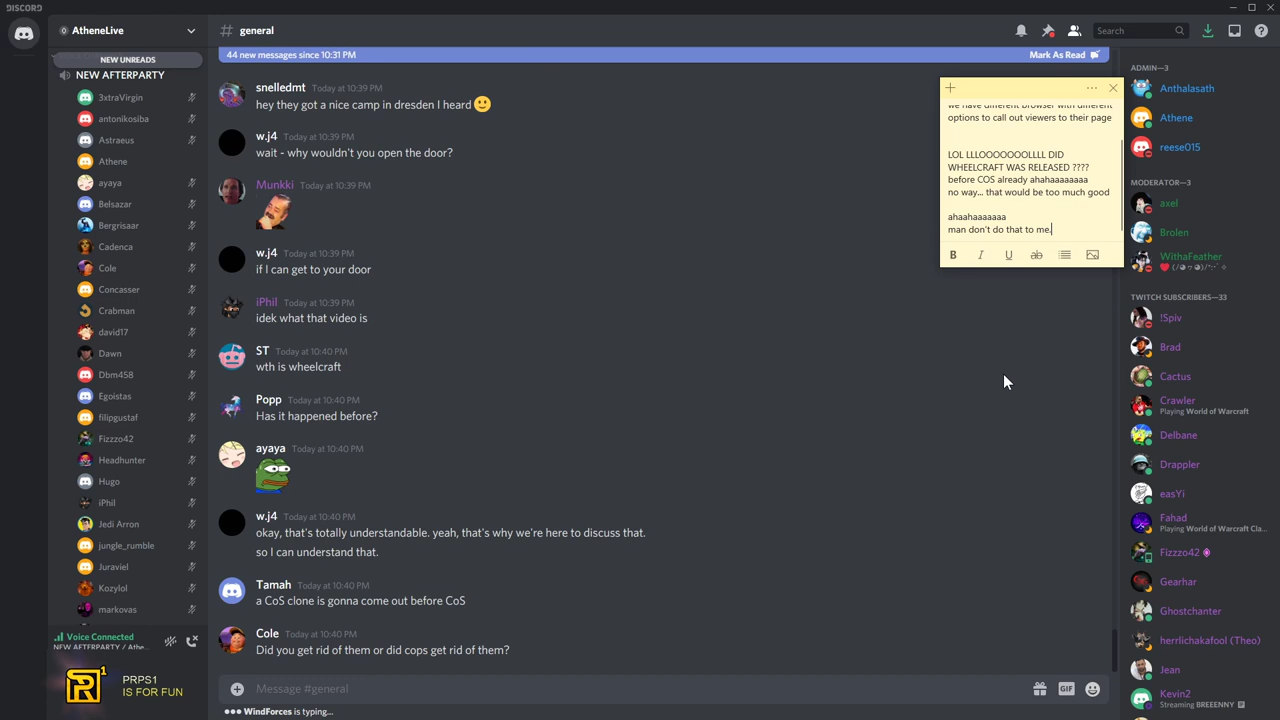 DISCORD
AtheneLive
# general
Search
NEW UNREADS
NEW AFTERPARTY
3xtraVirgin
antonikosiba
Astraeus
Athene
ayaya
Belsazar
Bergrisaar
Cadenca
Cole
Concasser
Crabman
david17
Dawn
Dbm458
Egoistas
filipgustaf
Fizzzo42
Headhunter
Hugo
iPhil
Jedi Arron
jungle_rumble
Juraviel
Kozylol
markovas
Voice Connected
NEW AFTERPARTY / Athe...
PRPS1
IS FOR FUN
44 new messages since 10:31 PM
Mark As Read
snelledmt Today at 10:39 PM
hey they got a nice camp in dresden I heard 🙂
w.j4 Today at 10:39 PM
wait - why wouldn't you open the door?
Munkki Today at 10:39 PM
w.j4 Today at 10:39 PM
if I can get to your door
iPhil Today at 10:39 PM
idek what that video is
ST Today at 10:40 PM
wth is wheelcraft
Popp Today at 10:40 PM
Has it happened before?
ayaya Today at 10:40 PM
w.j4 Today at 10:40 PM
okay, that's totally understandable. yeah, that's why we're here to discuss that.
so I can understand that.
Tamah Today at 10:40 PM
a CoS clone is gonna come out before CoS
Cole Today at 10:40 PM
Did you get rid of them or did cops get rid of them?
Message #general
GIF
WindForces is typing...
we have different browser with different
options to call out viewers to their page
LOL LLLOOOOOOOLLLL DID
WHEELCRAFT WAS RELEASED ????
before COS already ahahaaaaaaaa
no way... that would be too much good
ahaahaaaaaaa
man don't do that to me.
B I U ab
ADMIN—3
Anthalasath
Athene
reese015
MODERATOR—3
axel
Brolen
WithaFeather
TWITCH SUBSCRIBERS—33
!Spiv
Brad
Cactus
Crawler
Playing World of Warcraft
Delbane
Drappler
easYi
Fahad
Playing World of Warcraft Cla...
Fizzzo42
Gearhar
Ghostchanter
herrlichakafool (Theo)
Jean
Kevin2
Streaming BREEENNY